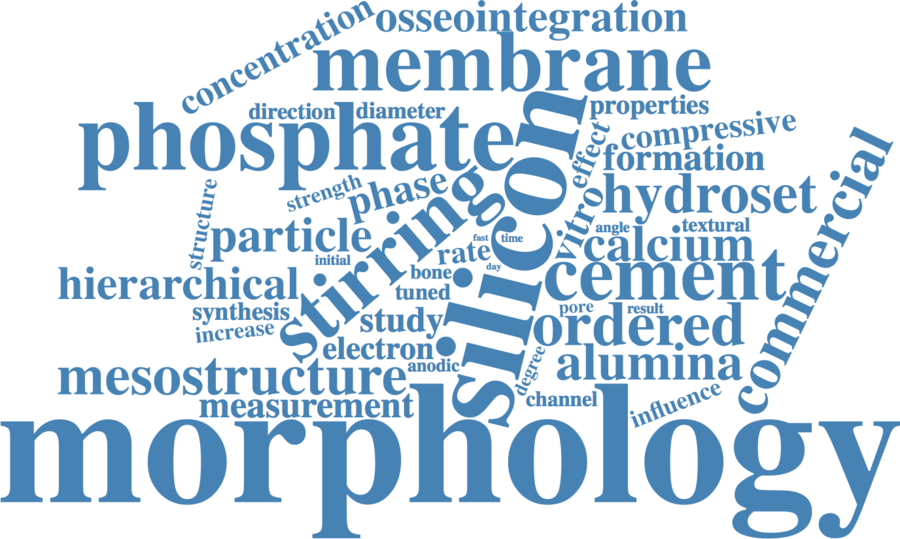 concentration
osseointegration
membrane
direction
diameter
properties
phosphate
silicon
effect
compressive
formation
commercial
strength
phase
hydroset
structure
stirring
vitro
angle
textural
particle
fast
time
calcium
initial
rate
day
hierarchical
bone
cement
tuned
synthesis
pore
result
increase
study
ordered
electron
anodic
degree
alumina
mesostructure
channel
influence
measurement
morphology